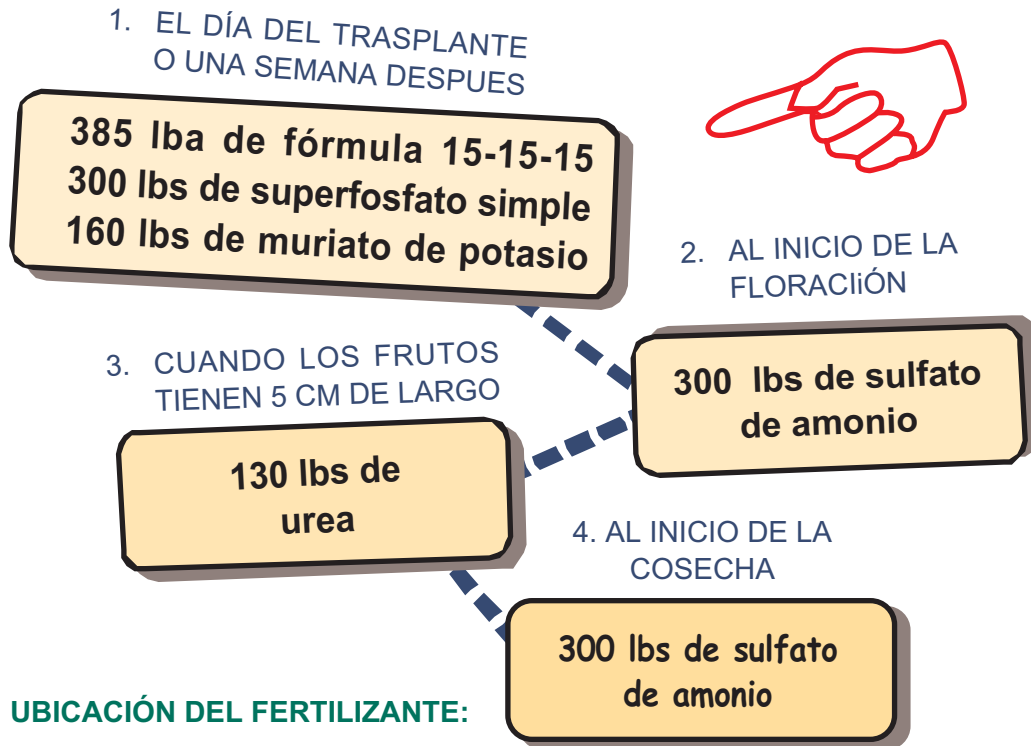 1. EL DÍA DEL TRASPLANTE
O UNA SEMANA DESPUES
385 lba de fórmula 15-15-15
300 lbs de superfosfato simple
160 lbs de muriato de potasio
2. AL INICIO DE LA
FLORACIiÓN
300 lbs de sulfato
de amonio
3. CUANDO LOS FRUTOS
TIENEN 5 CM DE LARGO
130 lbs de
urea
4. AL INICIO DE LA
COSECHA
300 lbs de sulfato
de amonio
UBICACIÓN DEL FERTILIZANTE: